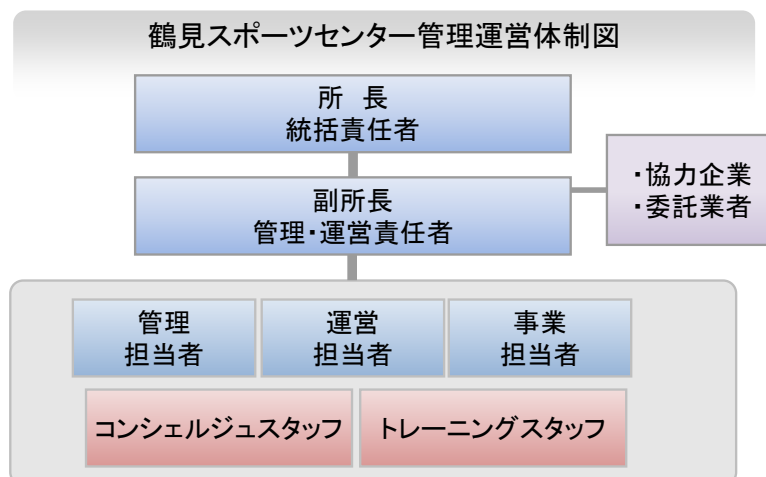 鶴見スポーツセンター管理運営体制図
所 長
統括責任者
副所長
管理・運営責任者
・協力企業
・委託業者
管理
担当者
運営
担当者
事業
担当者
コンシェルジュスタッフ
トレーニングスタッフ